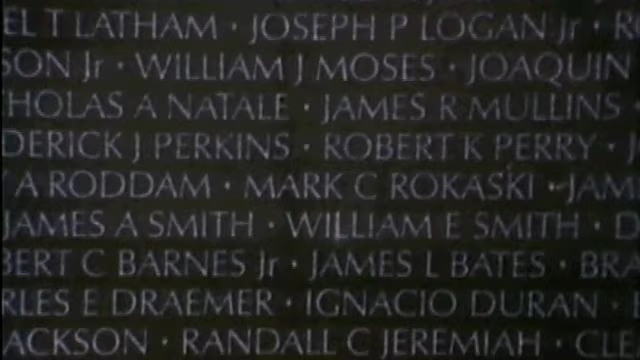 EL T LATHAM · JOSEPH P LOGAN Jr · R
SON Jr · WILLIAM J MOSES · JOAQUIN
HOLAS A NATALE · JAMES R MULLINS ·
DERICK J PERKINS · ROBERT K PERRY · J
A RODDAM · MARK C ROKASKI · JAM
JAMES A SMITH · WILLIAM E SMITH · D
BERT C BARNES Jr · JAMES L BATES · BRA
RLES E DRAEMER · IGNACIO DURAN ·
ACKSON · RANDALL C JEREMIAH · CLE